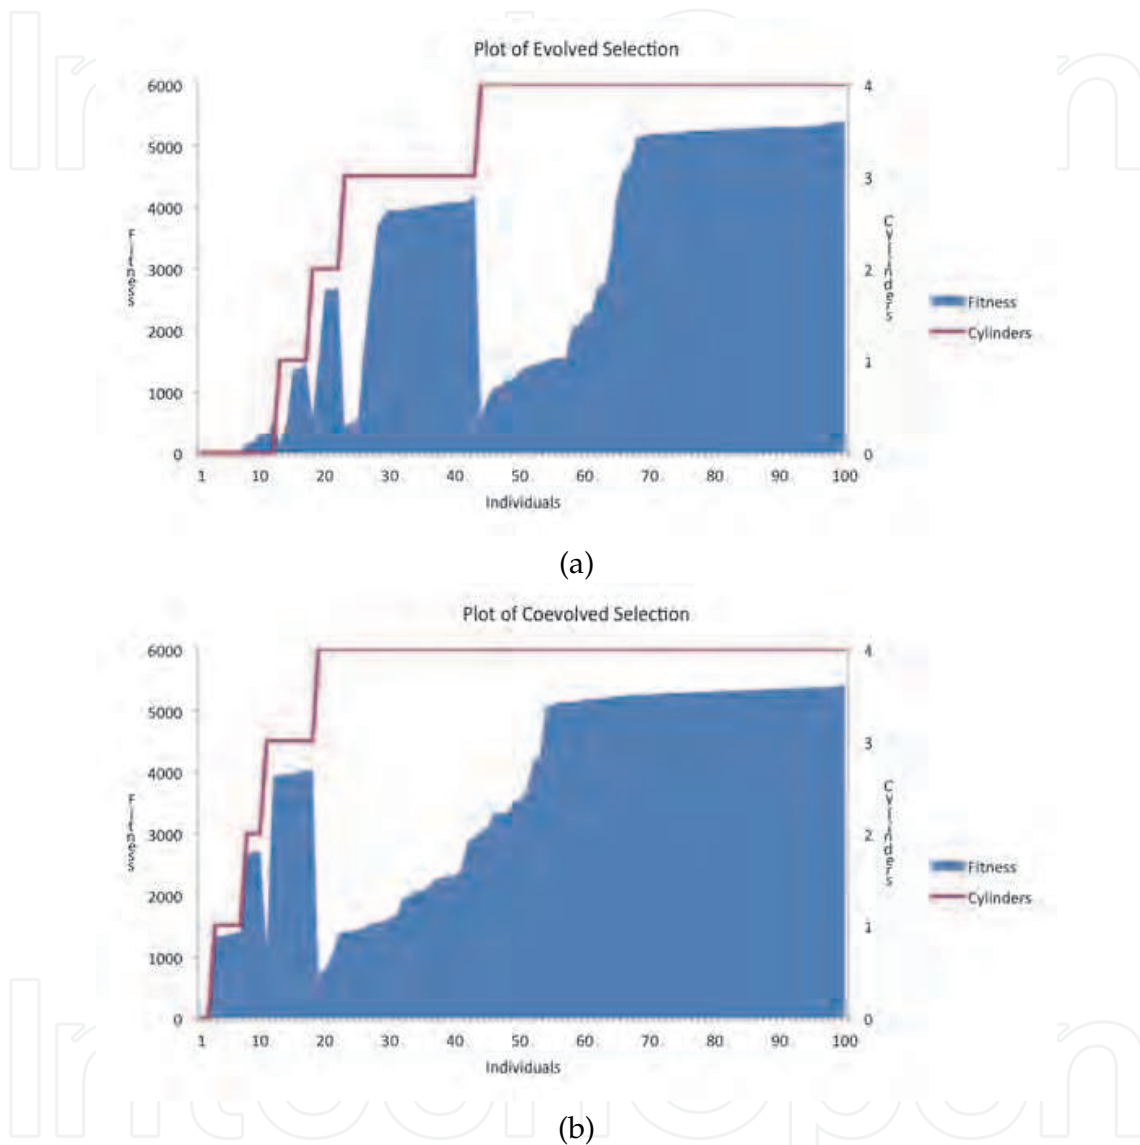 Plot of Evolved Selection
6000
5000
4000
3000
2000
1000
0
Fitness
4
3
2
1
0
Cylinders
1 10 20 30 40 50 60 70 80 90 100
Individuals
Fitness
Cylinders
(a)
Plot of Coevolved Selection
6000
5000
4000
3000
2000
1000
0
Fitness
4
3
2
1
0
Cylinders
1 10 20 30 40 50 60 70 80 90 100
Individuals
Fitness
Cylinders
(b)